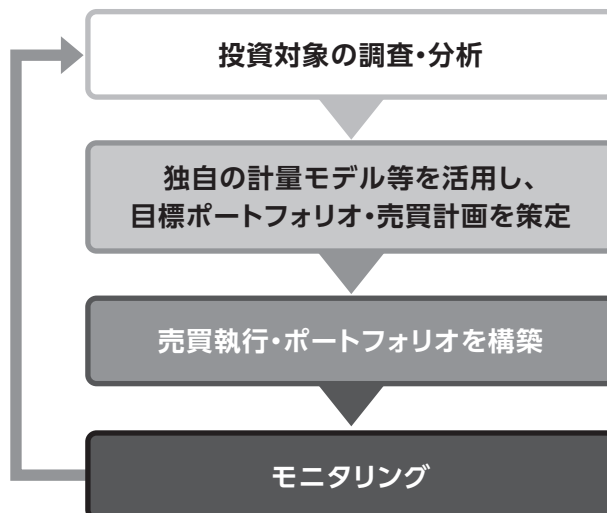 投資対象の調査・分析
独自の計量モデル等を活用し、
目標ポートフォリオ・売買計画を策定
売買執行・ポートフォリオを構築
モニタリング